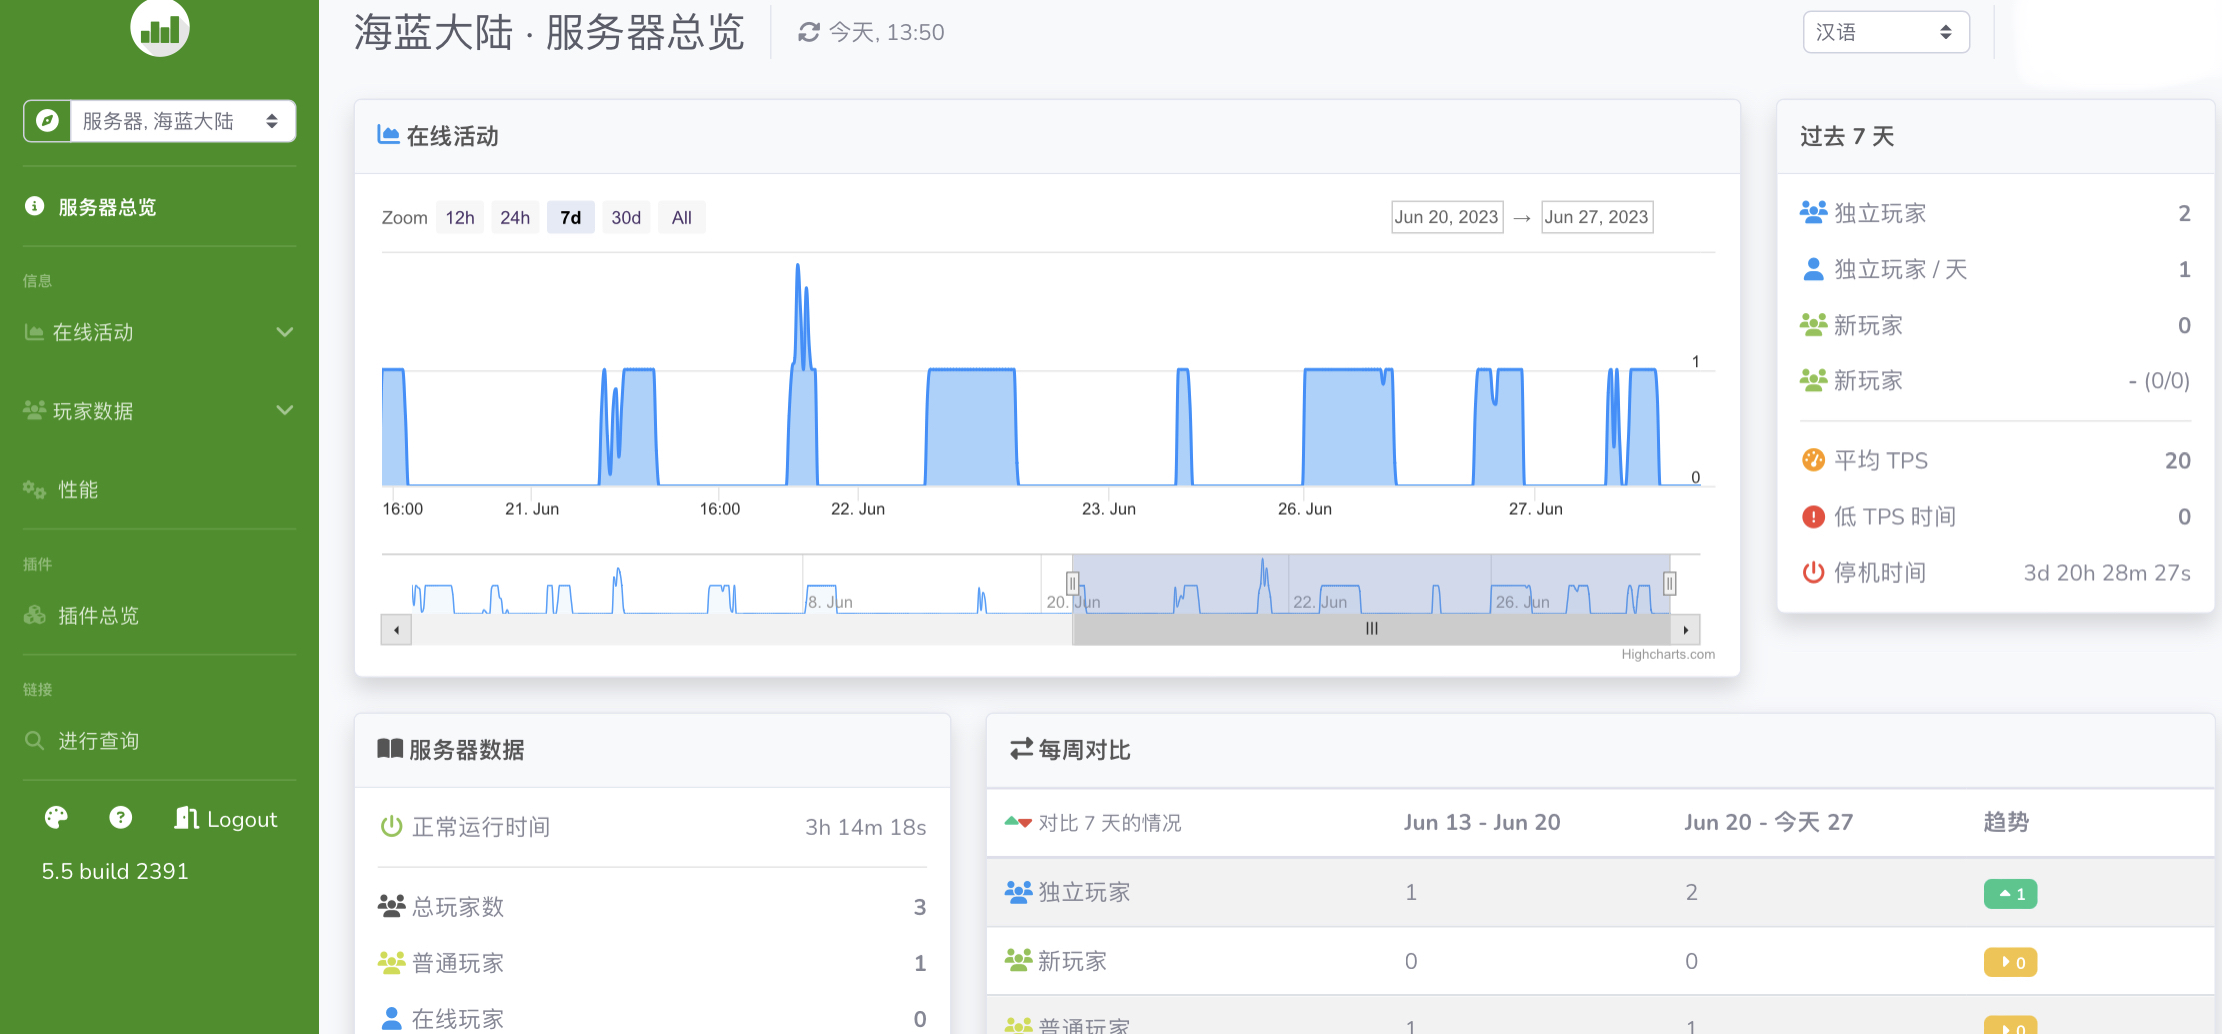 海蓝大陆 · 服务器总览
今天, 13:50
汉语
服务器, 海蓝大陆
服务器总览
信息
在线活动
玩家数据
性能
插件
插件总览
链接
进行查询
Logout
5.5 build 2391
在线活动
Zoom 12h 24h 7d 30d All
Jun 20, 2023 → Jun 27, 2023
1
0
16:00 21. Jun 16:00 22. Jun 23. Jun 26. Jun 27. Jun
8. Jun 20. Jun 22. Jun 26. Jun
Highcharts.com
过去 7 天
独立玩家 2
独立玩家 / 天 1
新玩家 0
新玩家 - (0/0)
平均 TPS 20
低 TPS 时间 0
停机时间 3d 20h 28m 27s
服务器数据
正常运行时间 3h 14m 18s
总玩家数 3
普通玩家 1
在线玩家 0
每周对比
对比 7 天的情况 Jun 13 - Jun 20 Jun 20 - 今天 27 趋势
独立玩家 1 2 1
新玩家 0 0 0
普通玩家 1 1 0